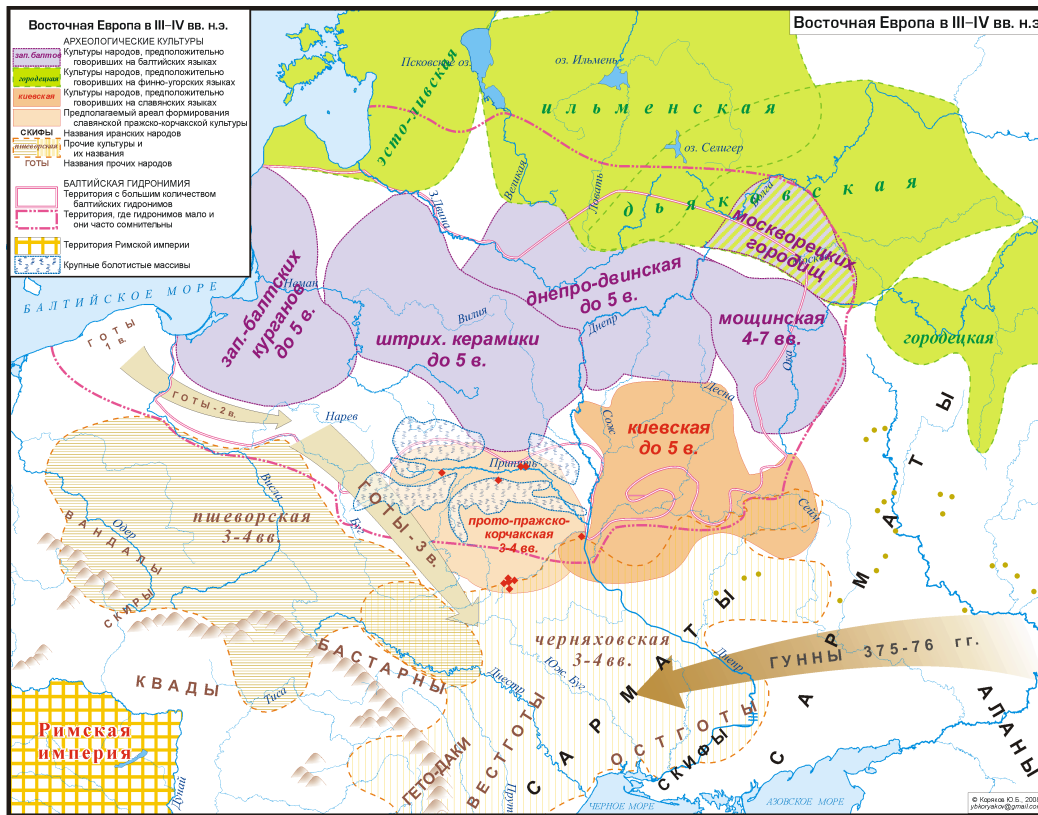 Восточная Европа в III–IV вв. н.э.
АРХЕОЛОГИЧЕСКИЕ КУЛЬТУРЫ
зап. балтов
Культуры народов, предположительно
говоривших на балтийских языках
городецкая
Культуры народов, предположительно
говоривших на финно-угорских языках
киевская
Культуры народов, предположительно
говоривших на славянских языках
Предполагаемый ареал формирования
славянской пражско-корчакской культуры
СКИФЫ
Названия иранских народов
пшеворская
Прочие культуры и
их названия
ГОТЫ
Названия прочих народов
БАЛТИЙСКАЯ ГИДРОНИМИЯ
Территория с большим количеством
балтийских гидронимов
Территория, где гидронимов мало и
они часто сомнительны
Территория Римской империи
Крупные болотистые массивы
Восточная Европа в III–IV вв. н.э
Псковское оз.
оз. Ильмень
эсто-ливская
ильменская
оз. Селигер
Великая
Ловать
З.Двина
Волга
дьяковская
москворецких
городищ
БАЛТИЙСКОЕ МОРЕ
Неман
зап.-балтских
курганов
до 5 в.
Вилия
штрих. керамики
до 5 в.
днепро-двинская
до 5 в.
Днепр
мощинская
4-7 вв.
Ока
городецкая
ГОТЫ
1 в.
ГОТЫ-2в.
Нарев
Десна
Сож
киевская
до 5 в.
Припять
Висла
Буг
ГОТЫ-3в.
прото-пражско-
корчакская
3-4 вв.
Сейм
пшеворская
3-4 вв.
Одер
ВАНДАЛЫ
СКИРЫ
САРМАТЫ
черняховская
3-4 вв.
САРМАТЫ
ГУННЫ 375-76 гг.
БАСТАРНЫ
КВАДЫ
Тиса
Днестр
Юж. Буг
Днепр
Римская
империя
Дунай
ГЕТО-ДАКИ
ВЕСТГОТЫ
Прут
ОСТГОТЫ
СКИФЫ
АЛАНЫ
ЧЕРНОЕ МОРЕ
АЗОВСКОЕ МОРЕ
© Коряков Ю.Б., 2008
ybkoryakov@gmail.com